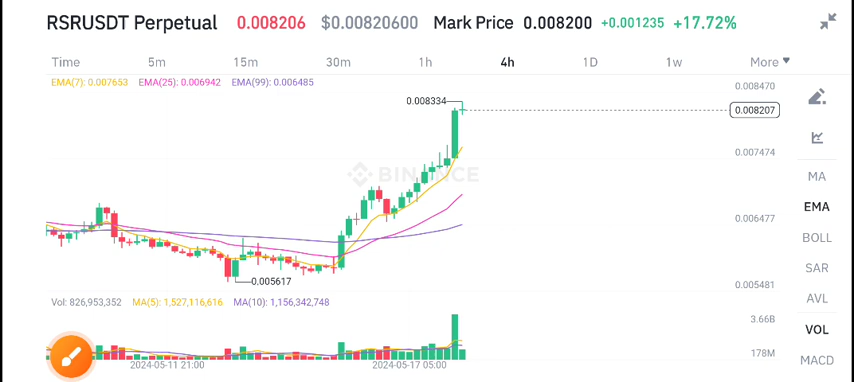 RSRUSDT Perpetual 0.008206 $0.00820600 Mark Price 0.008200 +0.001235 +17.72%
Time 5m 15m 30m 1h 4h 1D 1w More
EMA(7): 0.007653 EMA(25): 0.006942 EMA(99): 0.006485
0.008470
0.008334
0.008207
0.007474
BINANCE
0.006477
0.005617
0.005481
Vol: 826,953,352 MA(5): 1,527,116,616 MA(10): 1,156,342,748
3.66B
178M
2024-05-11 21:00 2024-05-17 05:00
MA
EMA
BOLL
SAR
AVL
VOL
MACD